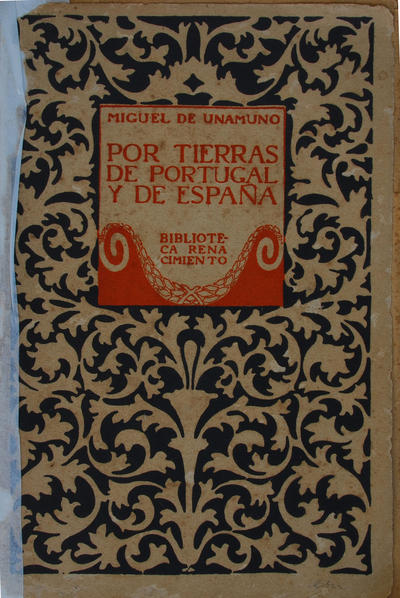 MIGUEL DE UNAMUNO
POR TIERRAS
DE PORTUGAL
Y DE ESPAÑA
BIBLIOTE-
CA RENA
CIMIENTO